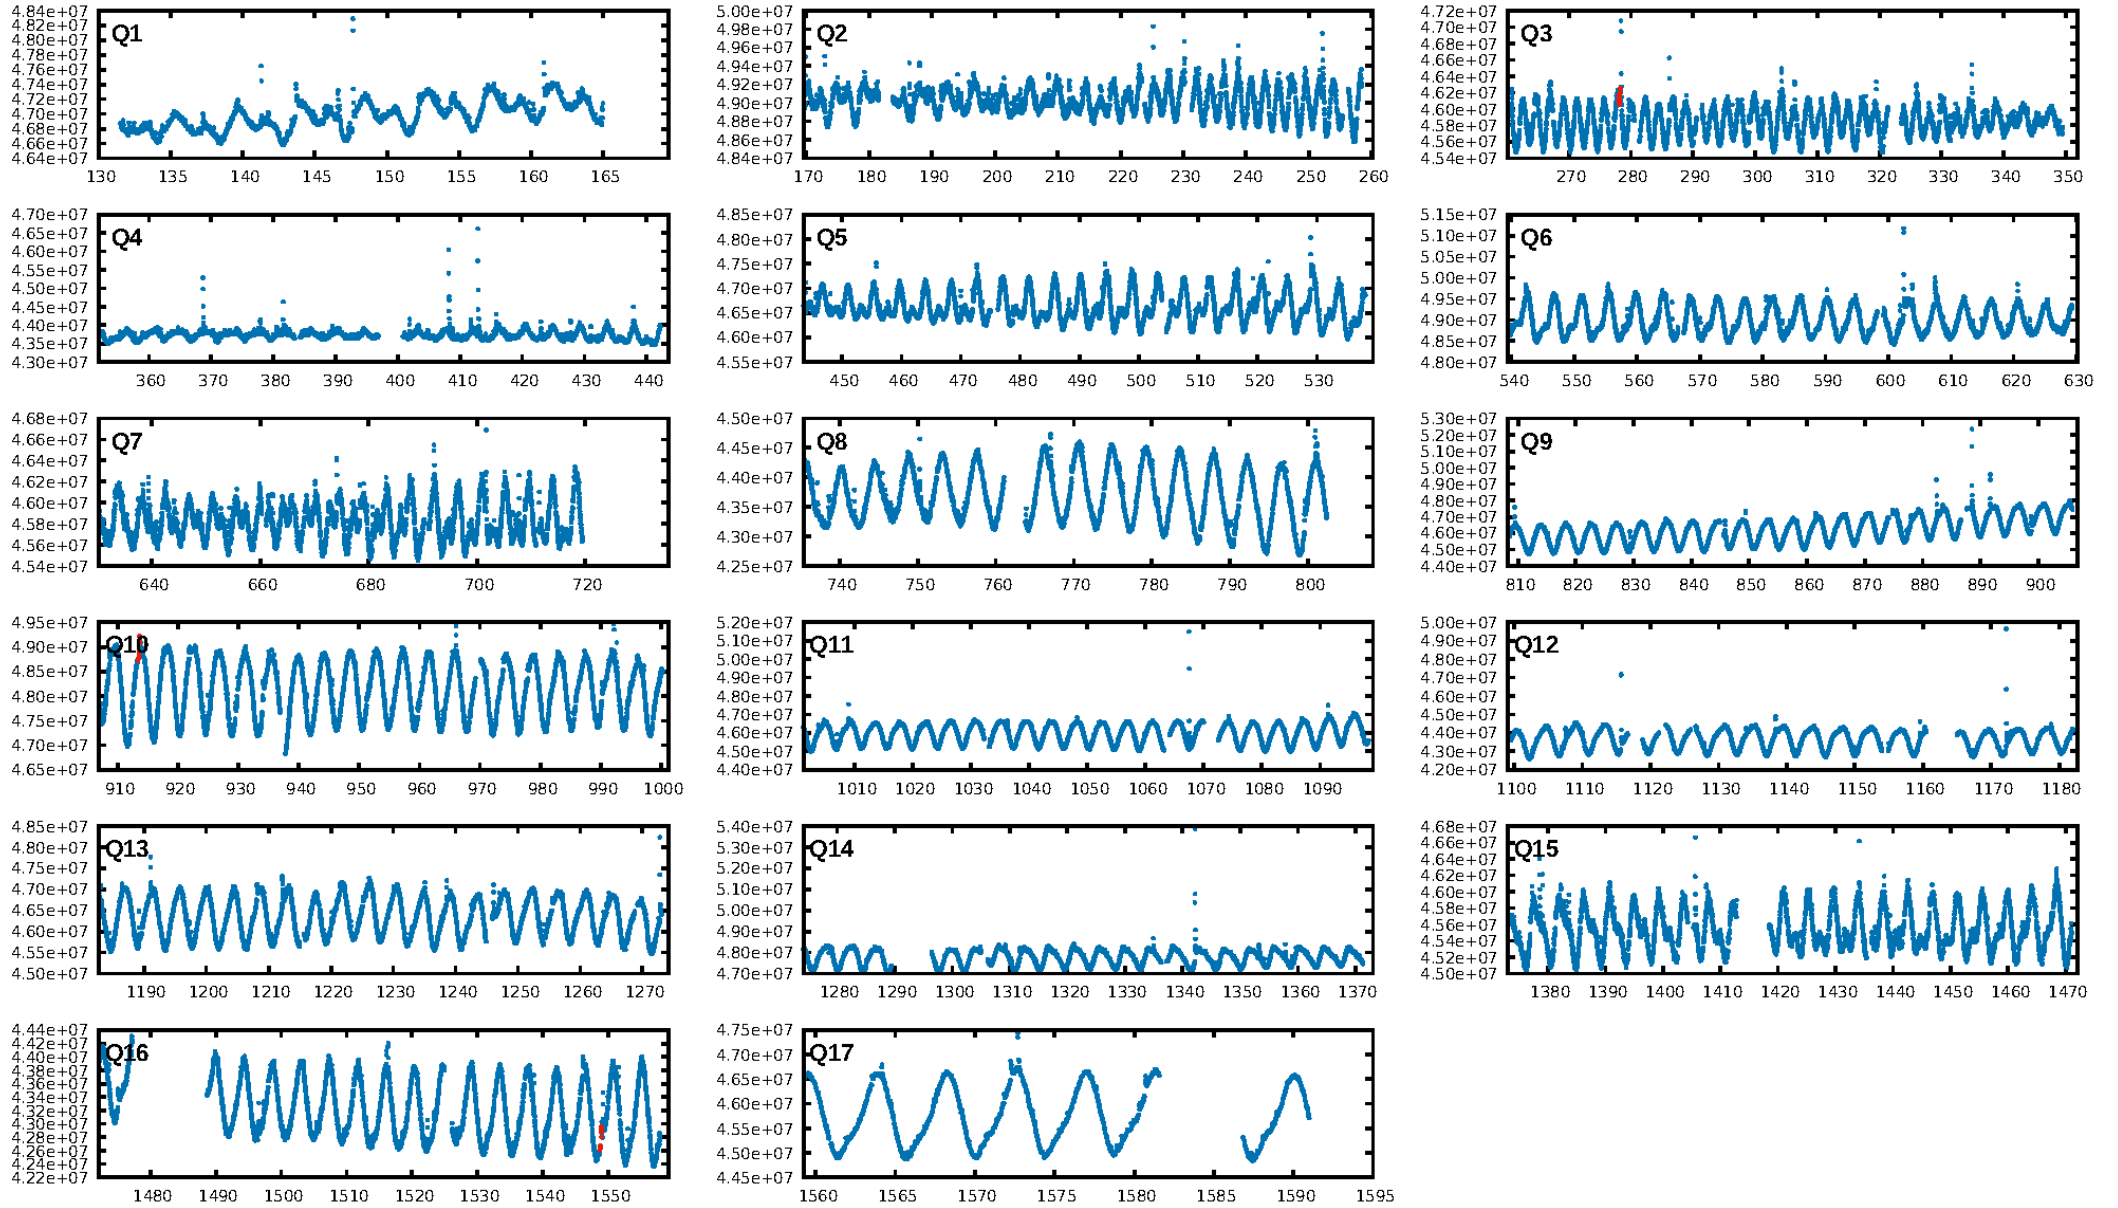 4.84e+07
4.82e+07
4.80e+07
4.78e+07
4.76e+07
4.74e+07
4.72e+07
4.70e+07
4.68e+07
4.66e+07
4.64e+07
Q1
130 135 140 145 150 155 160 165
5.00e+07
4.98e+07
4.96e+07
4.94e+07
4.92e+07
4.90e+07
4.88e+07
4.86e+07
4.84e+07
Q2
170 180 190 200 210 220 230 240 250 260
4.72e+07
4.70e+07
4.68e+07
4.66e+07
4.64e+07
4.62e+07
4.60e+07
4.58e+07
4.56e+07
4.54e+07
Q3
270 280 290 300 310 320 330 340 350
4.70e+07
4.65e+07
4.60e+07
4.55e+07
4.50e+07
4.45e+07
4.40e+07
4.35e+07
4.30e+07
Q4
360 370 380 390 400 410 420 430 440
4.85e+07
4.80e+07
4.75e+07
4.70e+07
4.65e+07
4.60e+07
4.55e+07
Q5
450 460 470 480 490 500 510 520 530
5.15e+07
5.10e+07
5.05e+07
5.00e+07
4.95e+07
4.90e+07
4.85e+07
4.80e+07
Q6
540 550 560 570 580 590 600 610 620 630
4.68e+07
4.66e+07
4.64e+07
4.62e+07
4.60e+07
4.58e+07
4.56e+07
4.54e+07
Q7
640 660 680 700 720
4.50e+07
4.45e+07
4.40e+07
4.35e+07
4.30e+07
4.25e+07
Q8
740 750 760 770 780 790 800
5.30e+07
5.20e+07
5.10e+07
5.00e+07
4.90e+07
4.80e+07
4.70e+07
4.60e+07
4.50e+07
4.40e+07
Q9
810 820 830 840 850 860 870 880 890 900
4.95e+07
4.90e+07
4.85e+07
4.80e+07
4.75e+07
4.70e+07
4.65e+07
Q10
910 920 930 940 950 960 970 980 990 1000
5.20e+07
5.10e+07
5.00e+07
4.90e+07
4.80e+07
4.70e+07
4.60e+07
4.50e+07
4.40e+07
Q11
1010 1020 1030 1040 1050 1060 1070 1080 1090
5.00e+07
4.90e+07
4.80e+07
4.70e+07
4.60e+07
4.50e+07
4.40e+07
4.30e+07
4.20e+07
Q12
1100 1110 1120 1130 1140 1150 1160 1170 1180
4.85e+07
4.80e+07
4.75e+07
4.70e+07
4.65e+07
4.60e+07
4.55e+07
4.50e+07
Q13
1190 1200 1210 1220 1230 1240 1250 1260 1270
5.40e+07
5.30e+07
5.20e+07
5.10e+07
5.00e+07
4.90e+07
4.80e+07
4.70e+07
Q14
1280 1290 1300 1310 1320 1330 1340 1350 1360 1370
4.68e+07
4.66e+07
4.64e+07
4.62e+07
4.60e+07
4.58e+07
4.56e+07
4.54e+07
4.52e+07
4.50e+07
Q15
1380 1390 1400 1410 1420 1430 1440 1450 1460 1470
4.44e+07
4.42e+07
4.40e+07
4.38e+07
4.36e+07
4.34e+07
4.32e+07
4.30e+07
4.28e+07
4.26e+07
4.24e+07
4.22e+07
Q16
1480 1490 1500 1510 1520 1530 1540 1550
4.75e+07
4.70e+07
4.65e+07
4.60e+07
4.55e+07
4.50e+07
4.45e+07
Q17
1560 1565 1570 1575 1580 1585 1590 1595